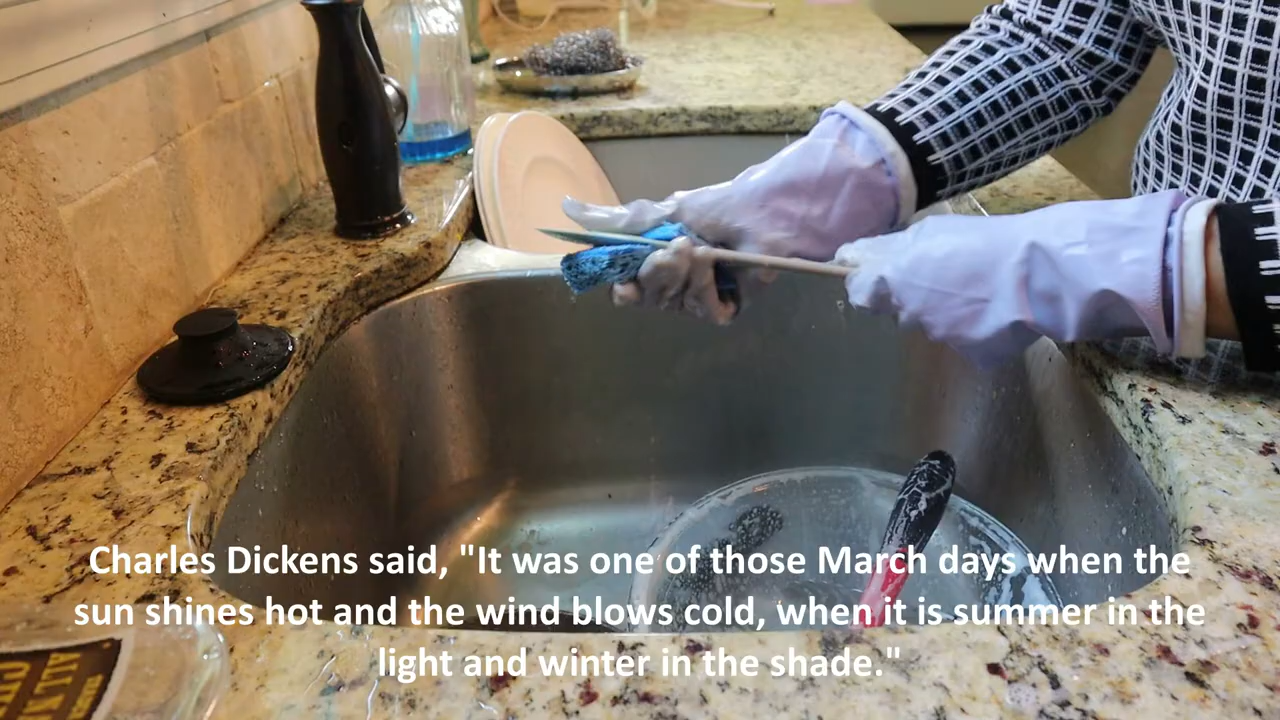 Charles Dickens said, "It was one of those March days when the
sun shines hot and the wind blows cold, when it is summer in the
light and winter in the shade."